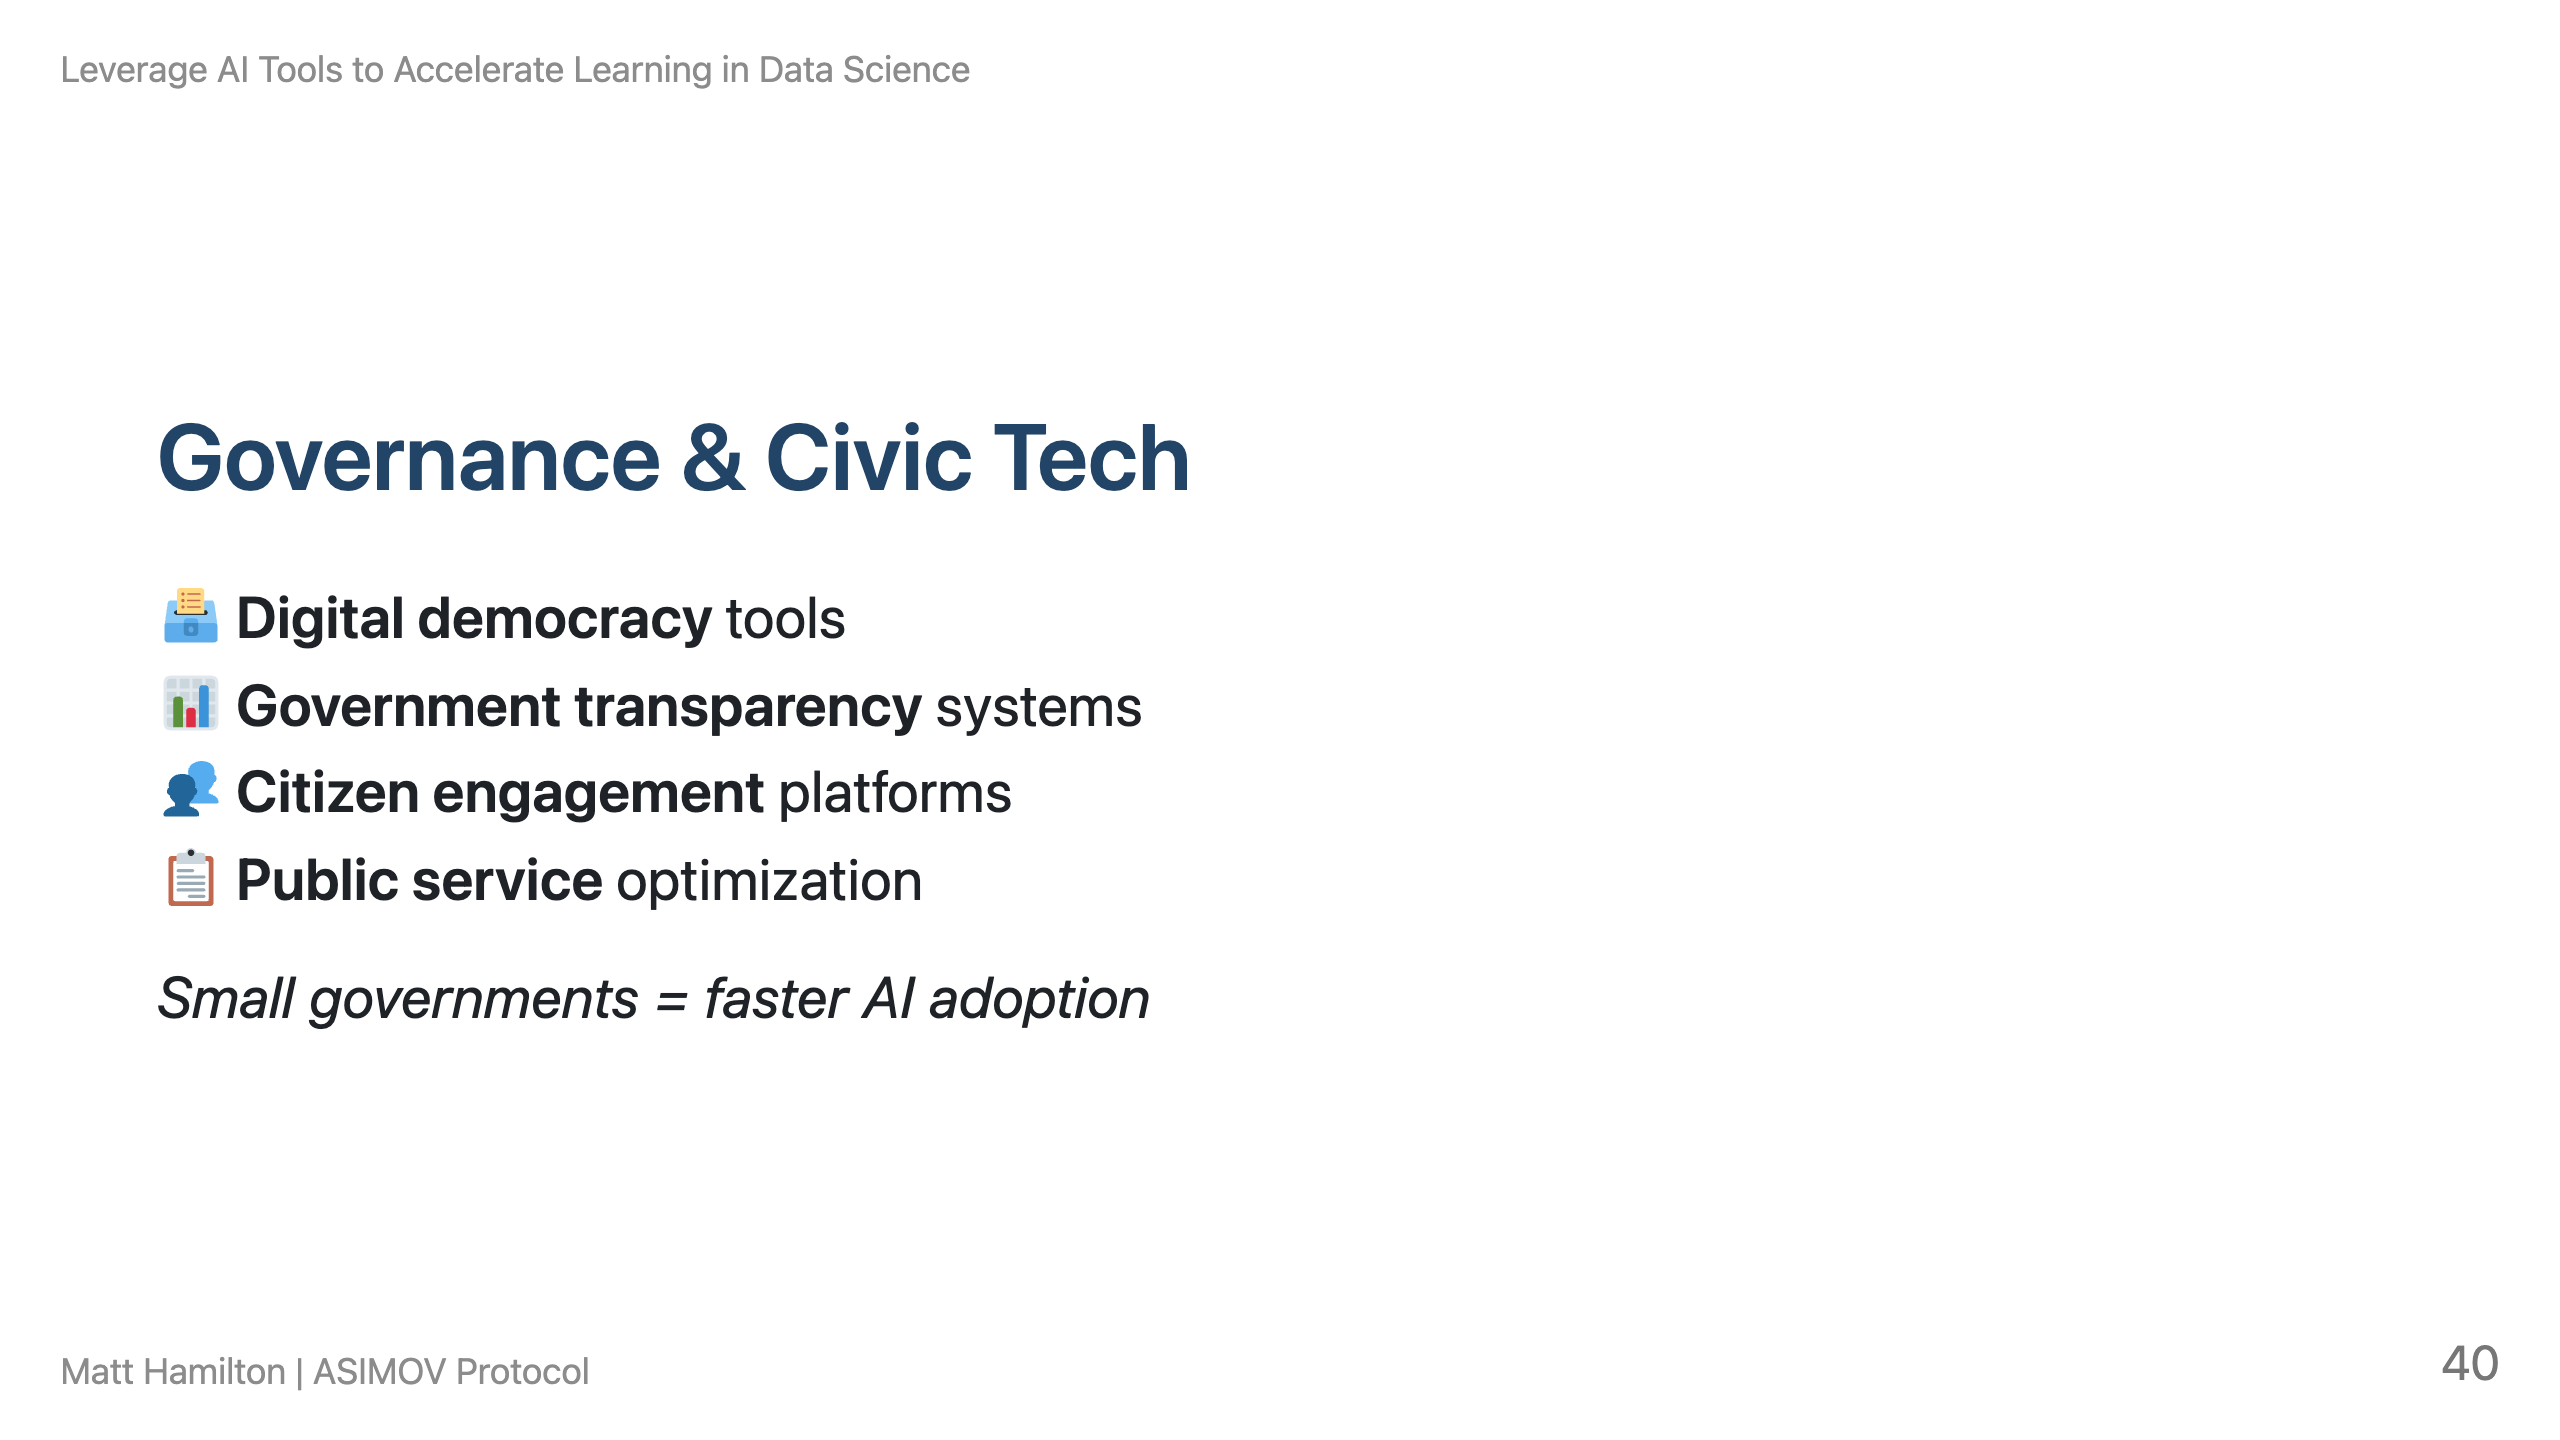 Leverage AI Tools to Accelerate Learning in Data Science
Governance & Civic Tech
Digital democracy tools
Government transparency systems
Citizen engagement platforms
Public service optimization
Small governments = faster AI adoption
Matt Hamilton | ASIMOV Protocol
40